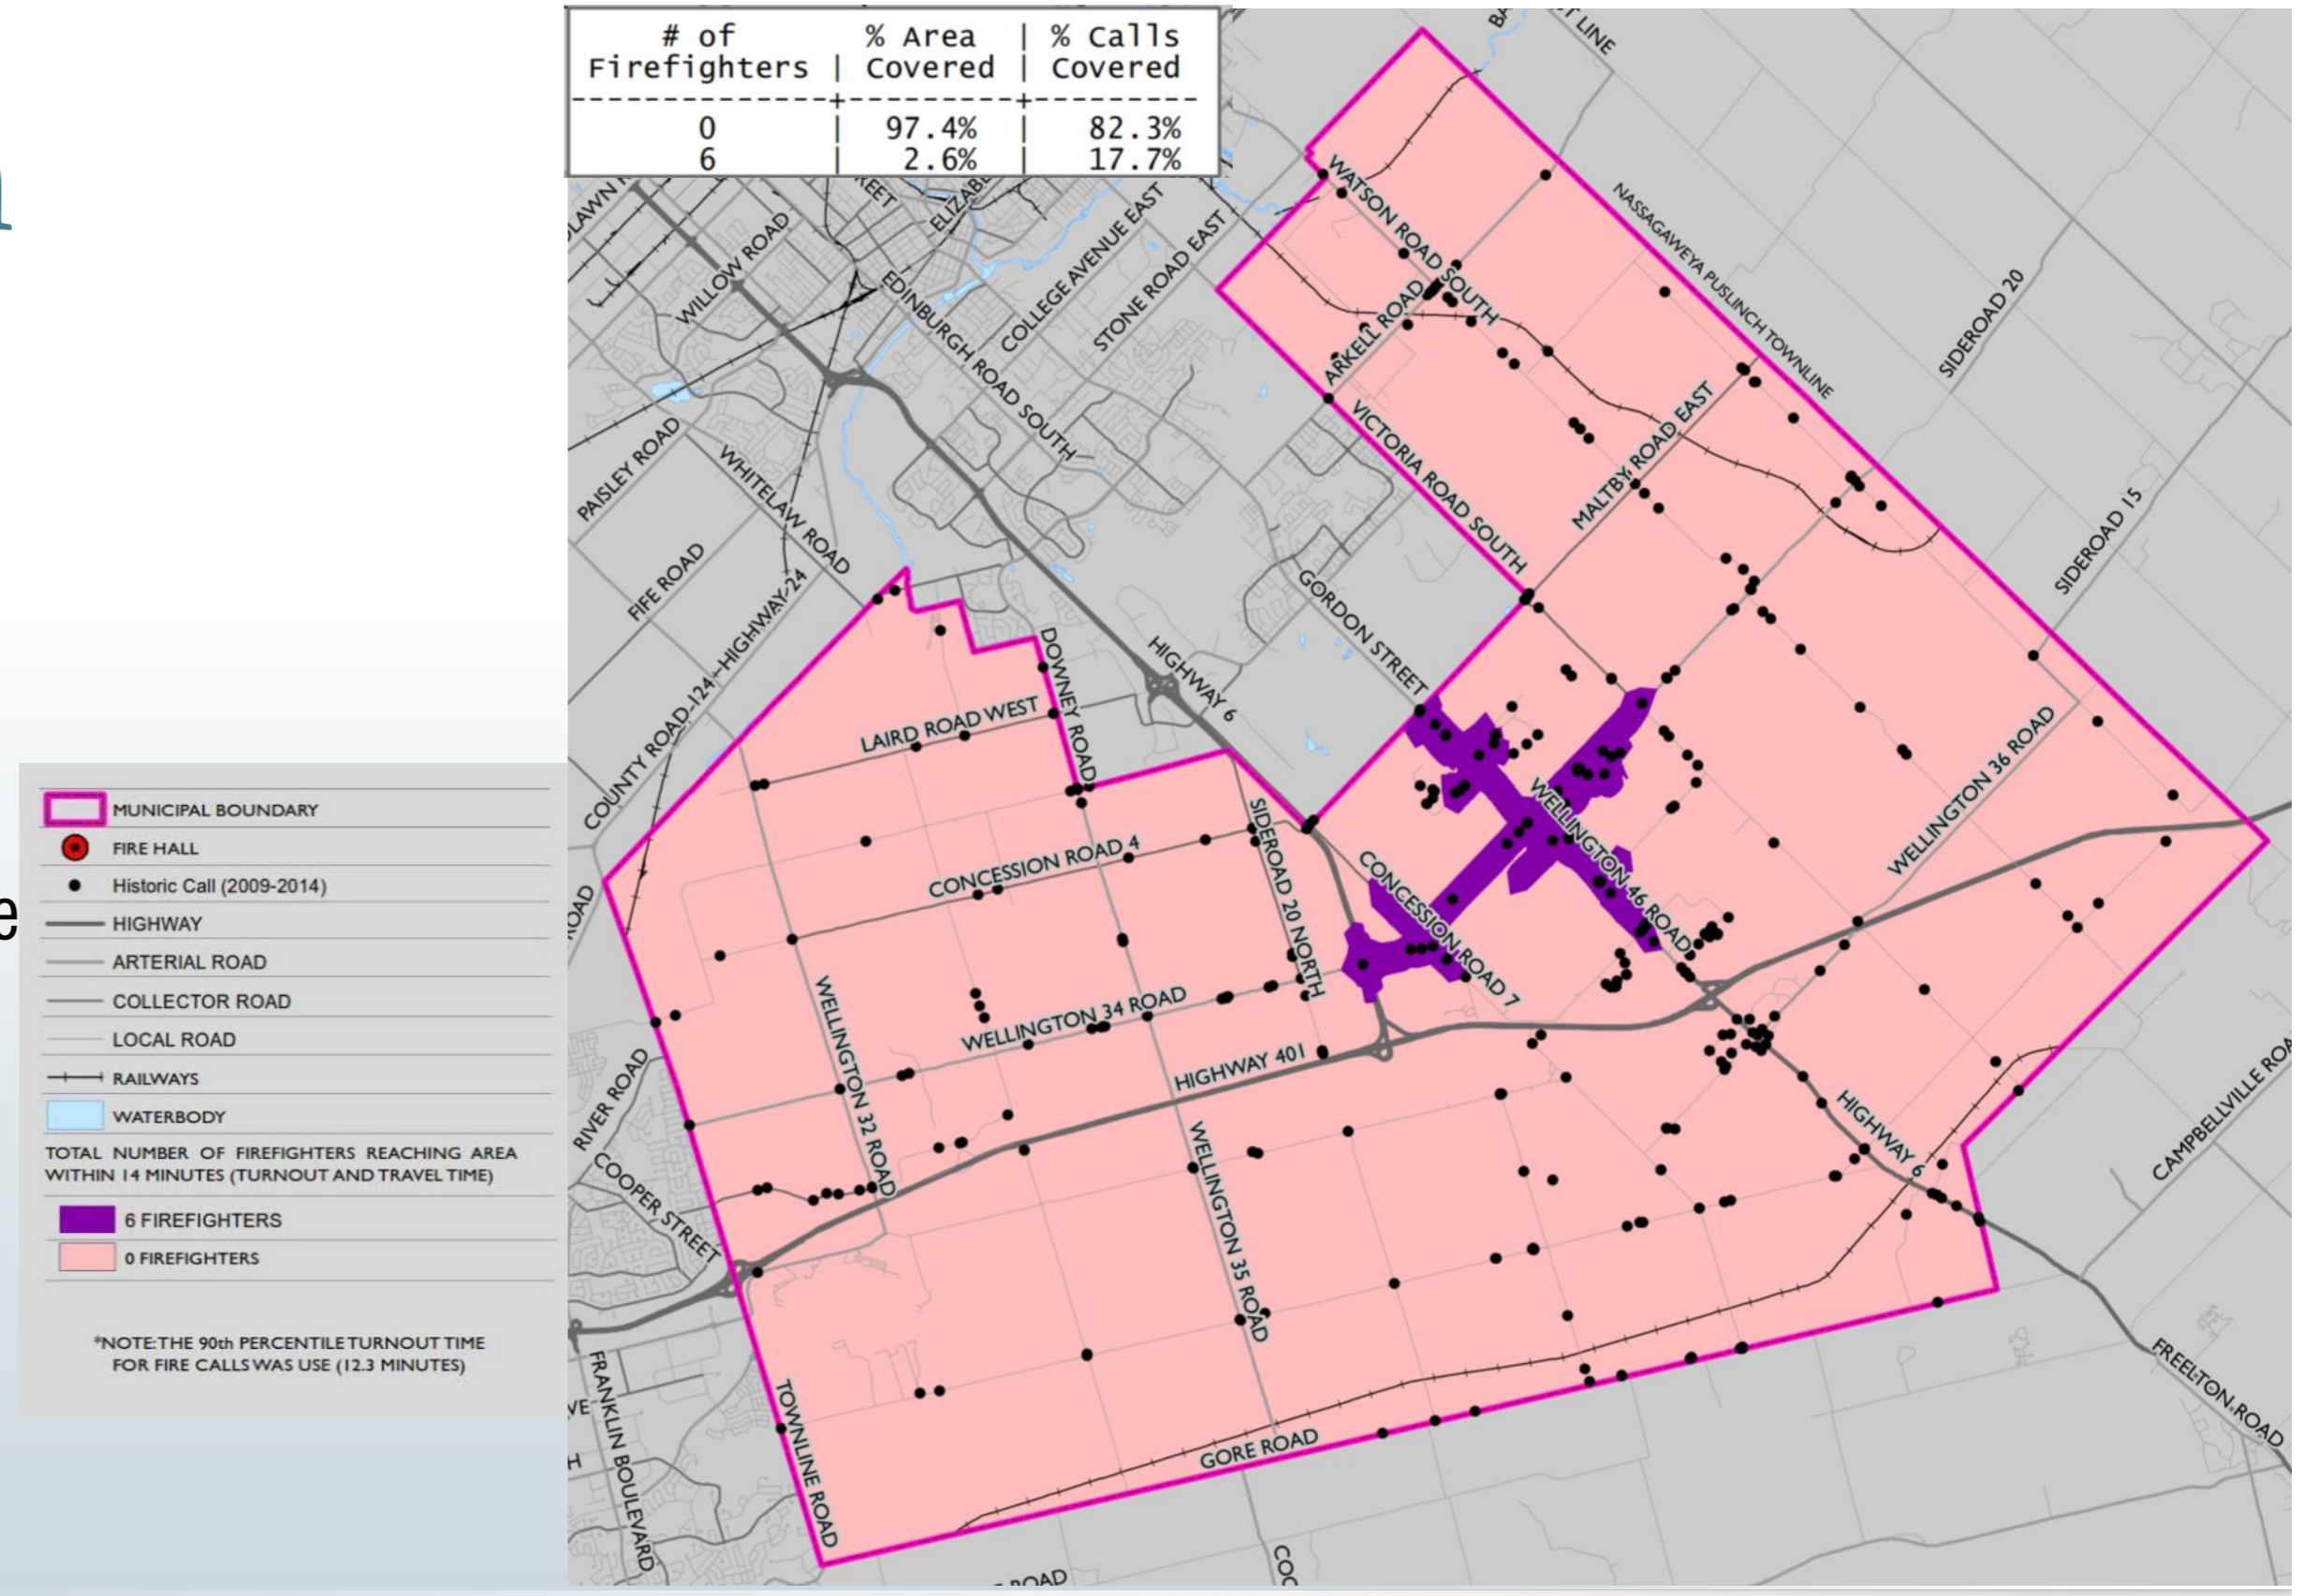 # of % Area | % Calls
Firefighters | Covered | Covered
--------------+---------+----------
0 | 97.4% | 82.3%
6 | 2.6% | 17.7%
MUNICIPAL BOUNDARY
FIRE HALL
Historic Call (2009-2014)
HIGHWAY
ARTERIAL ROAD
COLLECTOR ROAD
LOCAL ROAD
RAILWAYS
WATERBODY
TOTAL NUMBER OF FIREFIGHTERS REACHING AREA
WITHIN 14 MINUTES (TURNOUT AND TRAVEL TIME)
6 FIREFIGHTERS
0 FIREFIGHTERS
*NOTE:THE 90th PERCENTILE TURNOUT TIME
FOR FIRE CALLS WAS USE (12.3 MINUTES)
e
WILLOW ROAD
EDINBURGH ROAD SOUTH
COLLEGE AVENUE EAST
STONE ROAD EAST
PAISLEY ROAD
WHITELAW ROAD
FIFE ROAD
COUNTY ROAD 124 - HIGHWAY 24
WATSON ROAD SOUTH
ARKELL ROAD
NASSAGAWEYA PUSLINCH TOWNLINE
SIDEROAD 20
VICTORIA ROAD SOUTH
MALTBY ROAD EAST
SIDEROAD 15
GORDON STREET
HIGHWAY 6
DOWNEY ROAD
LAIRD ROAD WEST
CONCESSION ROAD 4
SIDEROAD 20 NORTH
CONCESSION ROAD 7
WELLINGTON 46 ROAD
WELLINGTON 36 ROAD
WELLINGTON 34 ROAD
WELLINGTON 32 ROAD
HIGHWAY 401
WELLINGTON 35 ROAD
HIGHWAY 6
CAMPBELLVILLE ROA
RIVER ROAD
COOPER STREET
FRANKLIN BOULEVARD
TOWNLINE ROAD
GORE ROAD
FREELTON ROAD
LINE
ELIZAB
REET
OAD
VE
H
ROAD
COO